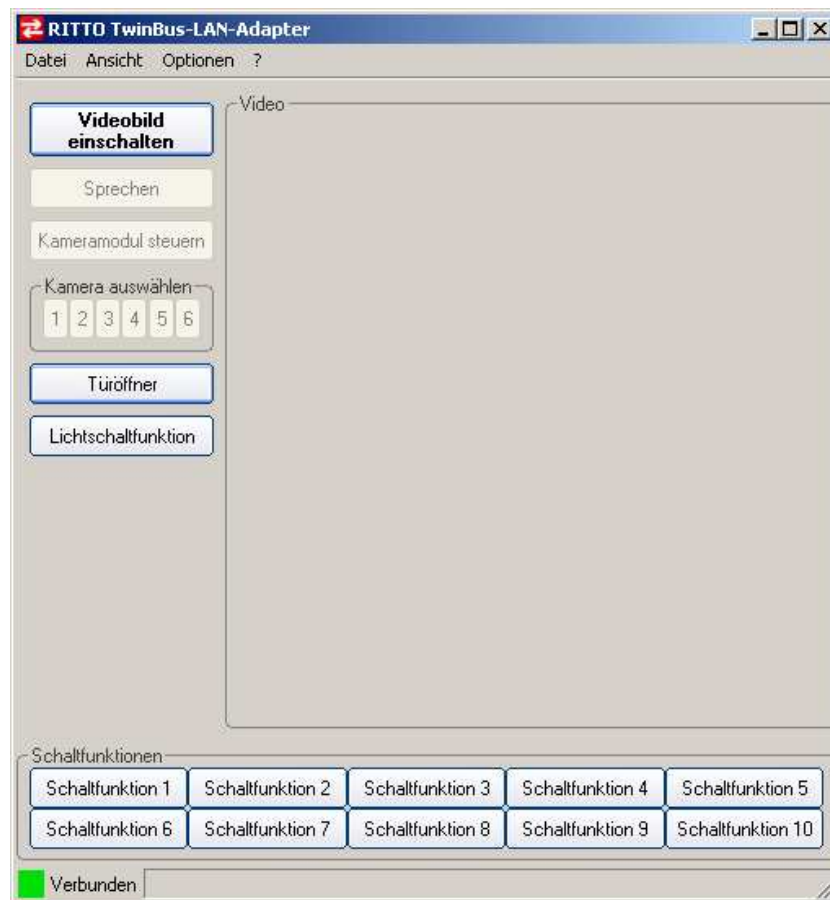 RITTO TwinBus-LAN-Adapter
Datei Ansicht Optionen ?
Videobild
einschalten
Sprechen
Kameramodul steuern
Kamera auswählen
1 2 3 4 5 6
Türöffner
Lichtschaltfunktion
Video
Schaltfunktionen
Schaltfunktion 1 Schaltfunktion 2 Schaltfunktion 3 Schaltfunktion 4 Schaltfunktion 5
Schaltfunktion 6 Schaltfunktion 7 Schaltfunktion 8 Schaltfunktion 9 Schaltfunktion 10
Verbunden